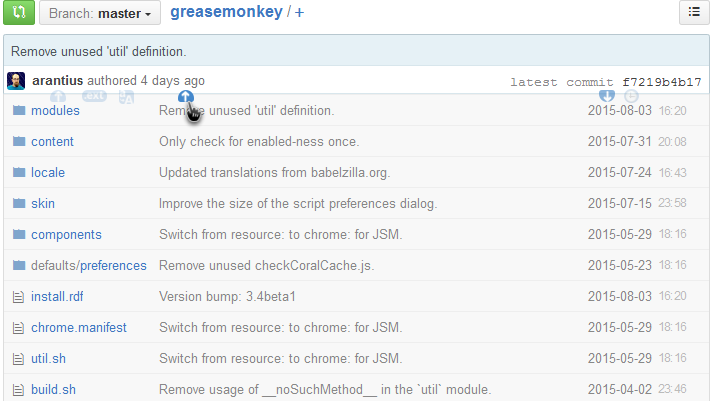 Branch: master greasemonkey / +
Remove unused 'util' definition.
arantius authored 4 days ago latest commit f7219b4b17
.ext
modules Remove unused 'util' definition. 2015-08-03 16:20
content Only check for enabled-ness once. 2015-07-31 20:08
locale Updated translations from babelzilla.org. 2015-07-24 16:43
skin Improve the size of the script preferences dialog. 2015-07-15 23:58
components Switch from resource: to chrome: for JSM. 2015-05-29 18:16
defaults/preferences Remove unused checkCoralCache.js. 2015-05-23 18:16
install.rdf Version bump: 3.4beta1 2015-08-03 16:20
chrome.manifest Switch from resource: to chrome: for JSM. 2015-05-29 18:16
util.sh Switch from resource: to chrome: for JSM. 2015-05-29 18:16
build.sh Remove usage of __noSuchMethod__ in the `util` module. 2015-04-02 23:46